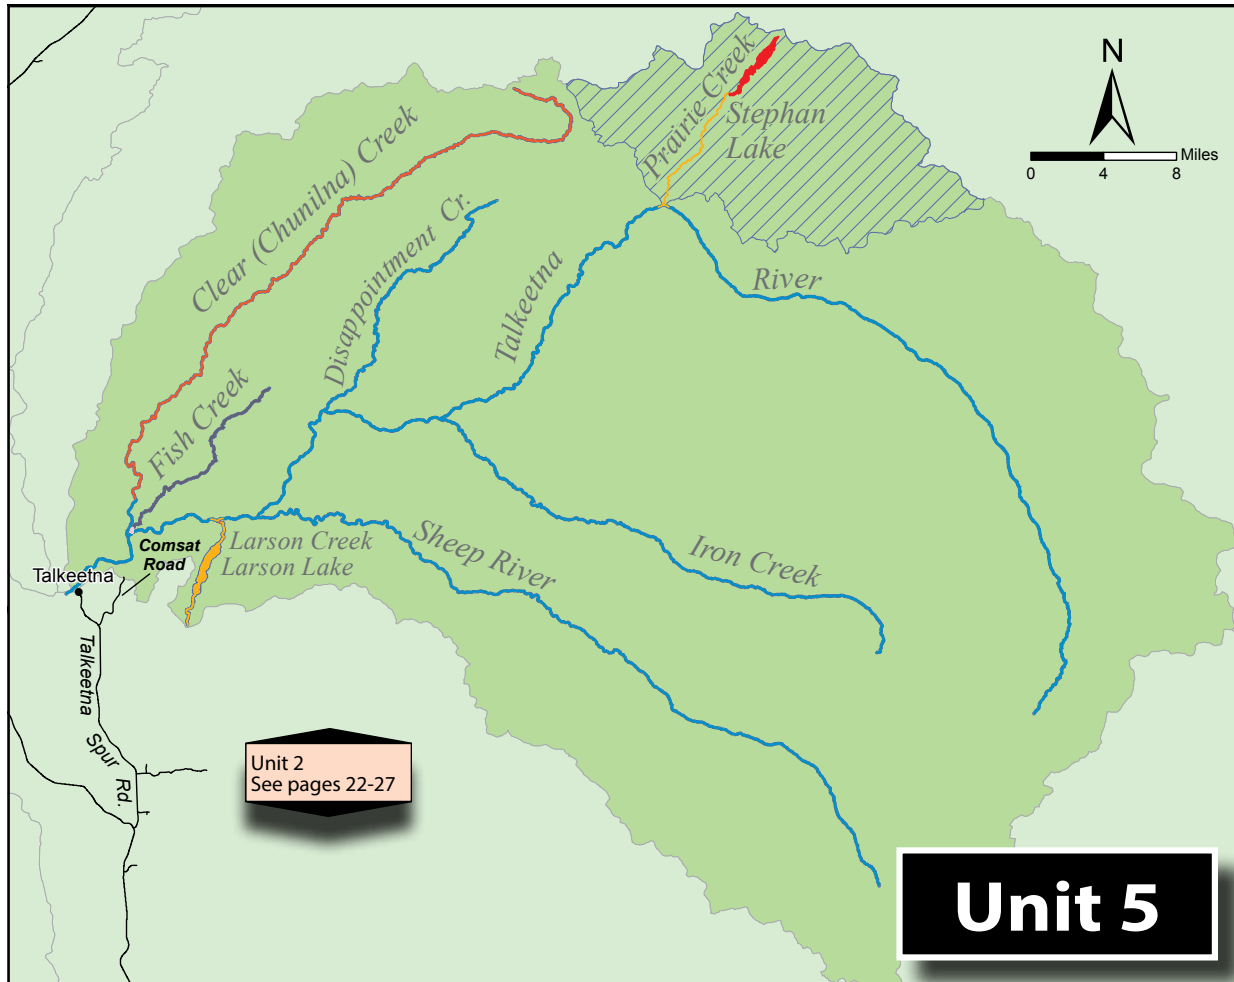 N
Miles
0 4 8
Prairie Creek
Stephan
Lake
Clear (Chunilna) Creek
Disappointment Cr.
Talkeetna
River
Fish Creek
Comsat
Road
Larson Creek
Larson Lake
Sheep River
Iron Creek
Talkeetna
Talkeetna Spur Rd.
Unit 2
See pages 22-27
Unit 5